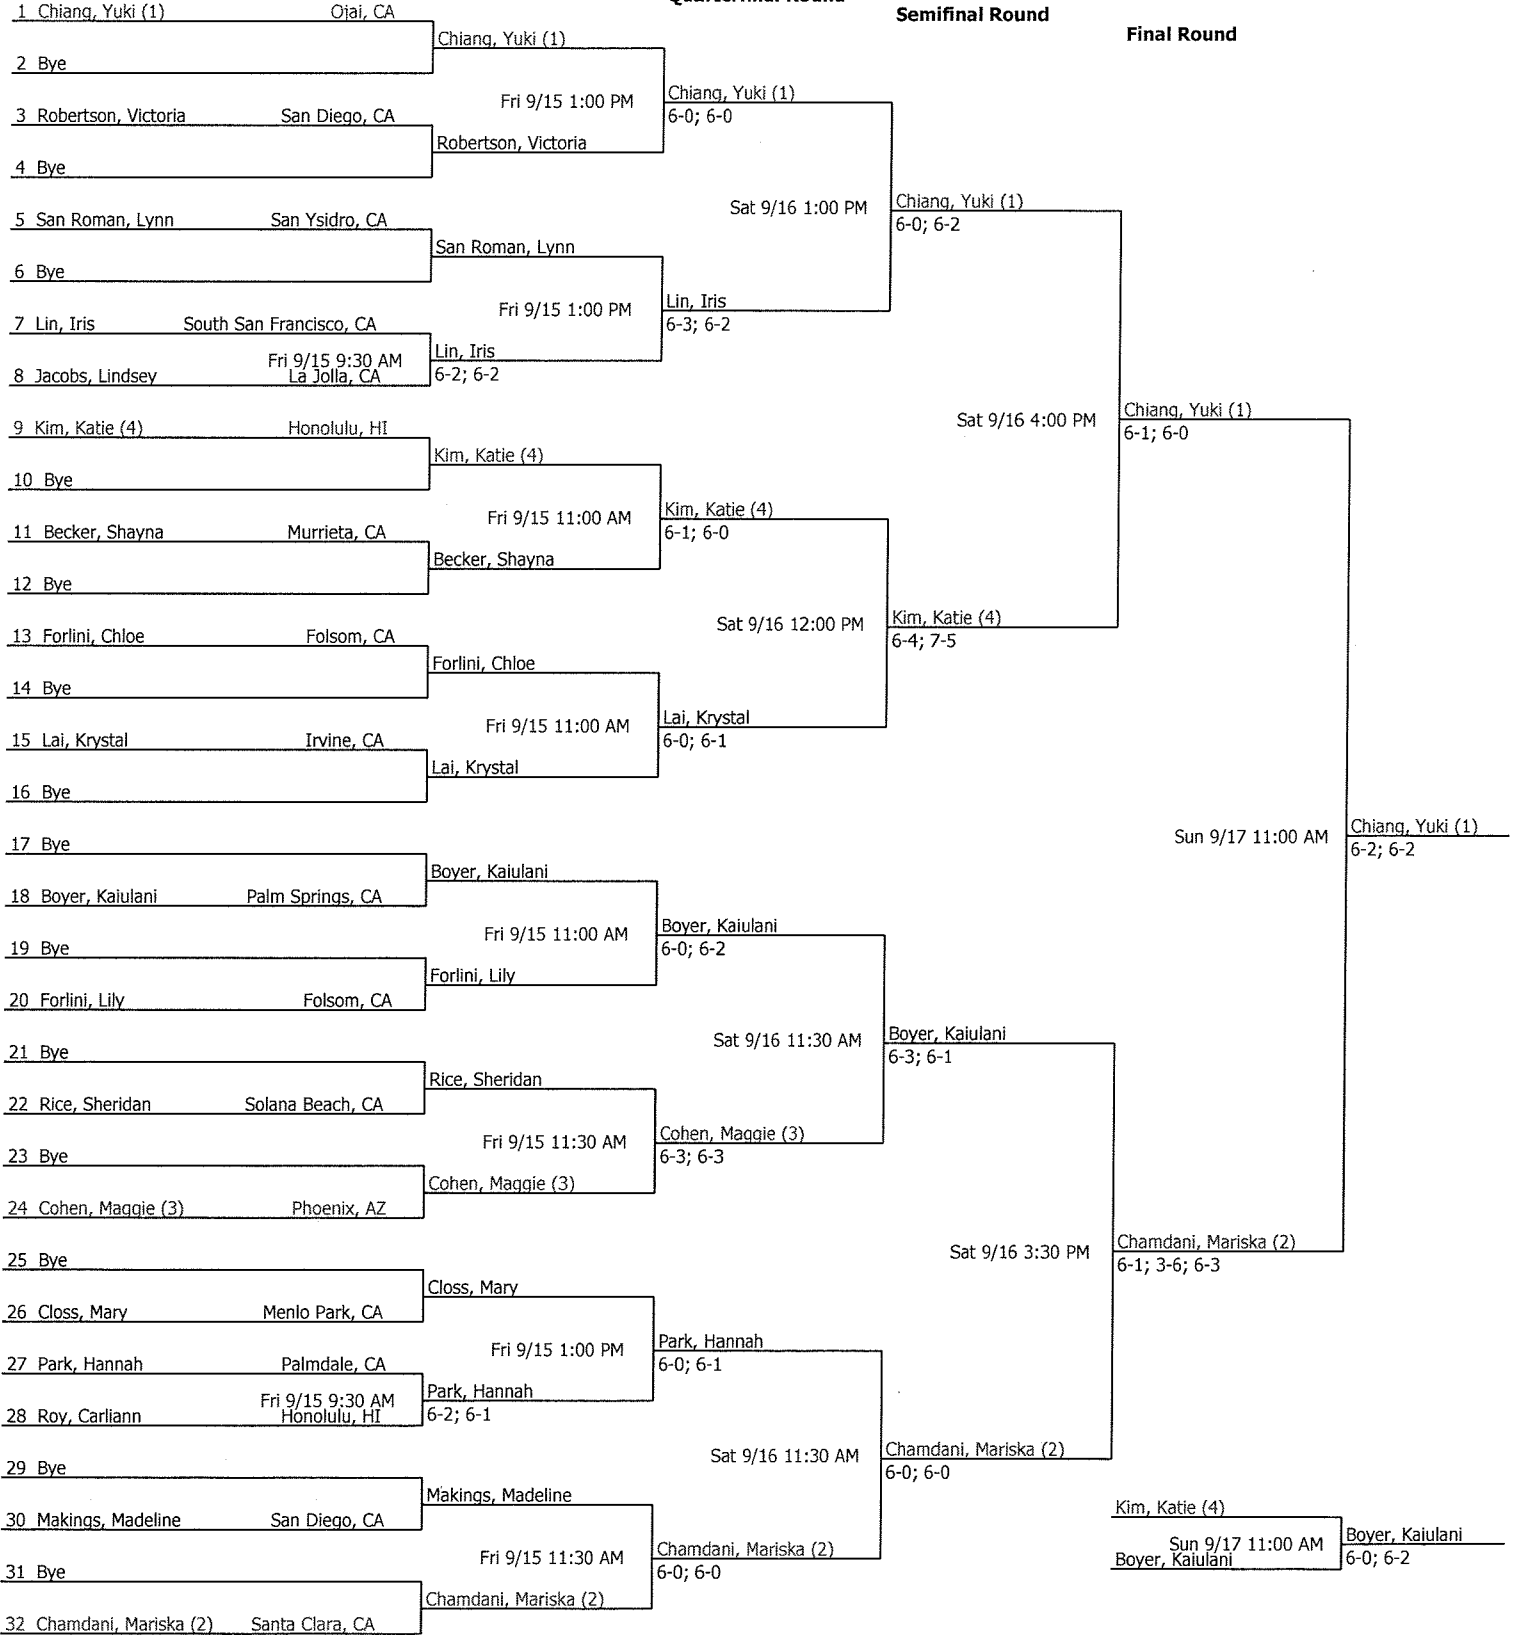 Quarterfinal Round
Semifinal Round
Final Round
1 Chiang, Yuki (1) Ojai, CA
Chiang, Yuki (1)
2 Bye
Fri 9/15 1:00 PM
Chiang, Yuki (1)
6-0; 6-0
3 Robertson, Victoria San Diego, CA
Robertson, Victoria
4 Bye
Sat 9/16 1:00 PM
Chiang, Yuki (1)
6-0; 6-2
5 San Roman, Lynn San Ysidro, CA
San Roman, Lynn
6 Bye
Fri 9/15 1:00 PM
Lin, Iris
6-3; 6-2
7 Lin, Iris South San Francisco, CA
Fri 9/15 9:30 AM
Lin, Iris
8 Jacobs, Lindsey La Jolla, CA
6-2; 6-2
Sat 9/16 4:00 PM
Chiang, Yuki (1)
6-1; 6-0
9 Kim, Katie (4) Honolulu, HI
Kim, Katie (4)
10 Bye
Fri 9/15 11:00 AM
Kim, Katie (4)
6-1; 6-0
11 Becker, Shayna Murrieta, CA
Becker, Shayna
12 Bye
Sat 9/16 12:00 PM
Kim, Katie (4)
6-4; 7-5
13 Forlini, Chloe Folsom, CA
Forlini, Chloe
14 Bye
Fri 9/15 11:00 AM
Lai, Krystal
6-0; 6-1
15 Lai, Krystal Irvine, CA
Lai, Krystal
16 Bye
Sun 9/17 11:00 AM
Chiang, Yuki (1)
6-2; 6-2
17 Bye
Boyer, Kaiulani
18 Boyer, Kaiulani Palm Springs, CA
Fri 9/15 11:00 AM
Boyer, Kaiulani
6-0; 6-2
19 Bye
Forlini, Lily
20 Forlini, Lily Folsom, CA
Sat 9/16 11:30 AM
Boyer, Kaiulani
6-3; 6-1
21 Bye
Rice, Sheridan
22 Rice, Sheridan Solana Beach, CA
Fri 9/15 11:30 AM
Cohen, Maggie (3)
6-3; 6-3
23 Bye
Cohen, Maggie (3)
24 Cohen, Maggie (3) Phoenix, AZ
Sat 9/16 3:30 PM
Chamdani, Mariska (2)
6-1; 3-6; 6-3
25 Bye
Closs, Mary
26 Closs, Mary Menlo Park, CA
Fri 9/15 1:00 PM
Park, Hannah
6-0; 6-1
27 Park, Hannah Palmdale, CA
Fri 9/15 9:30 AM
Park, Hannah
28 Roy, Carliann Honolulu, HI
6-2; 6-1
Sat 9/16 11:30 AM
Chamdani, Mariska (2)
6-0; 6-0
29 Bye
Makings, Madeline
30 Makings, Madeline San Diego, CA
Fri 9/15 11:30 AM
Chamdani, Mariska (2)
6-0; 6-0
31 Bye
Chamdani, Mariska (2)
32 Chamdani, Mariska (2) Santa Clara, CA
Kim, Katie (4)
Sun 9/17 11:00 AM
Boyer, Kaiulani
Boyer, Kaiulani
6-0; 6-2